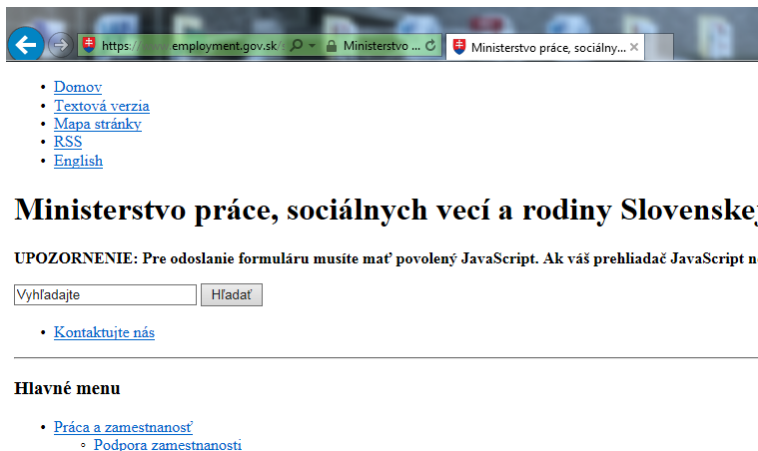 https:// employment.gov.sk Ministerstvo ... Ministerstvo práce, sociálny...
Domov
Textová verzia
Mapa stránky
RSS
English
Ministerstvo práce, sociálnych vecí a rodiny Slovenskej
UPOZORNENIE: Pre odoslanie formuláru musíte mať povolený JavaScript. Ak váš prehliadač JavaScript
Vyhľadajte Hľadať
Kontaktujte nás
Hlavné menu
Práca a zamestnanosť
Podpora zamestnanosti